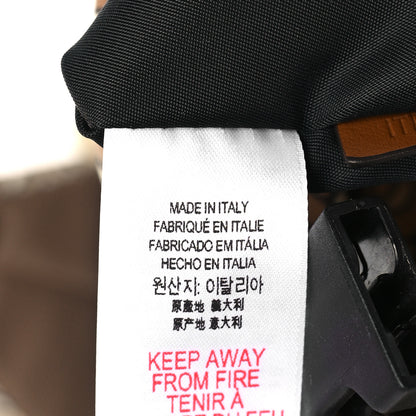 MADE IN ITALY
FABRIQUÉ EN ITALIE
FABRICADO EM ITÁLIA
HECHO EN ITALIA
원산지: 이탈리아
原產地 義大利
原产地 意大利
KEEP AWAY
FROM FIRE
TENIR À